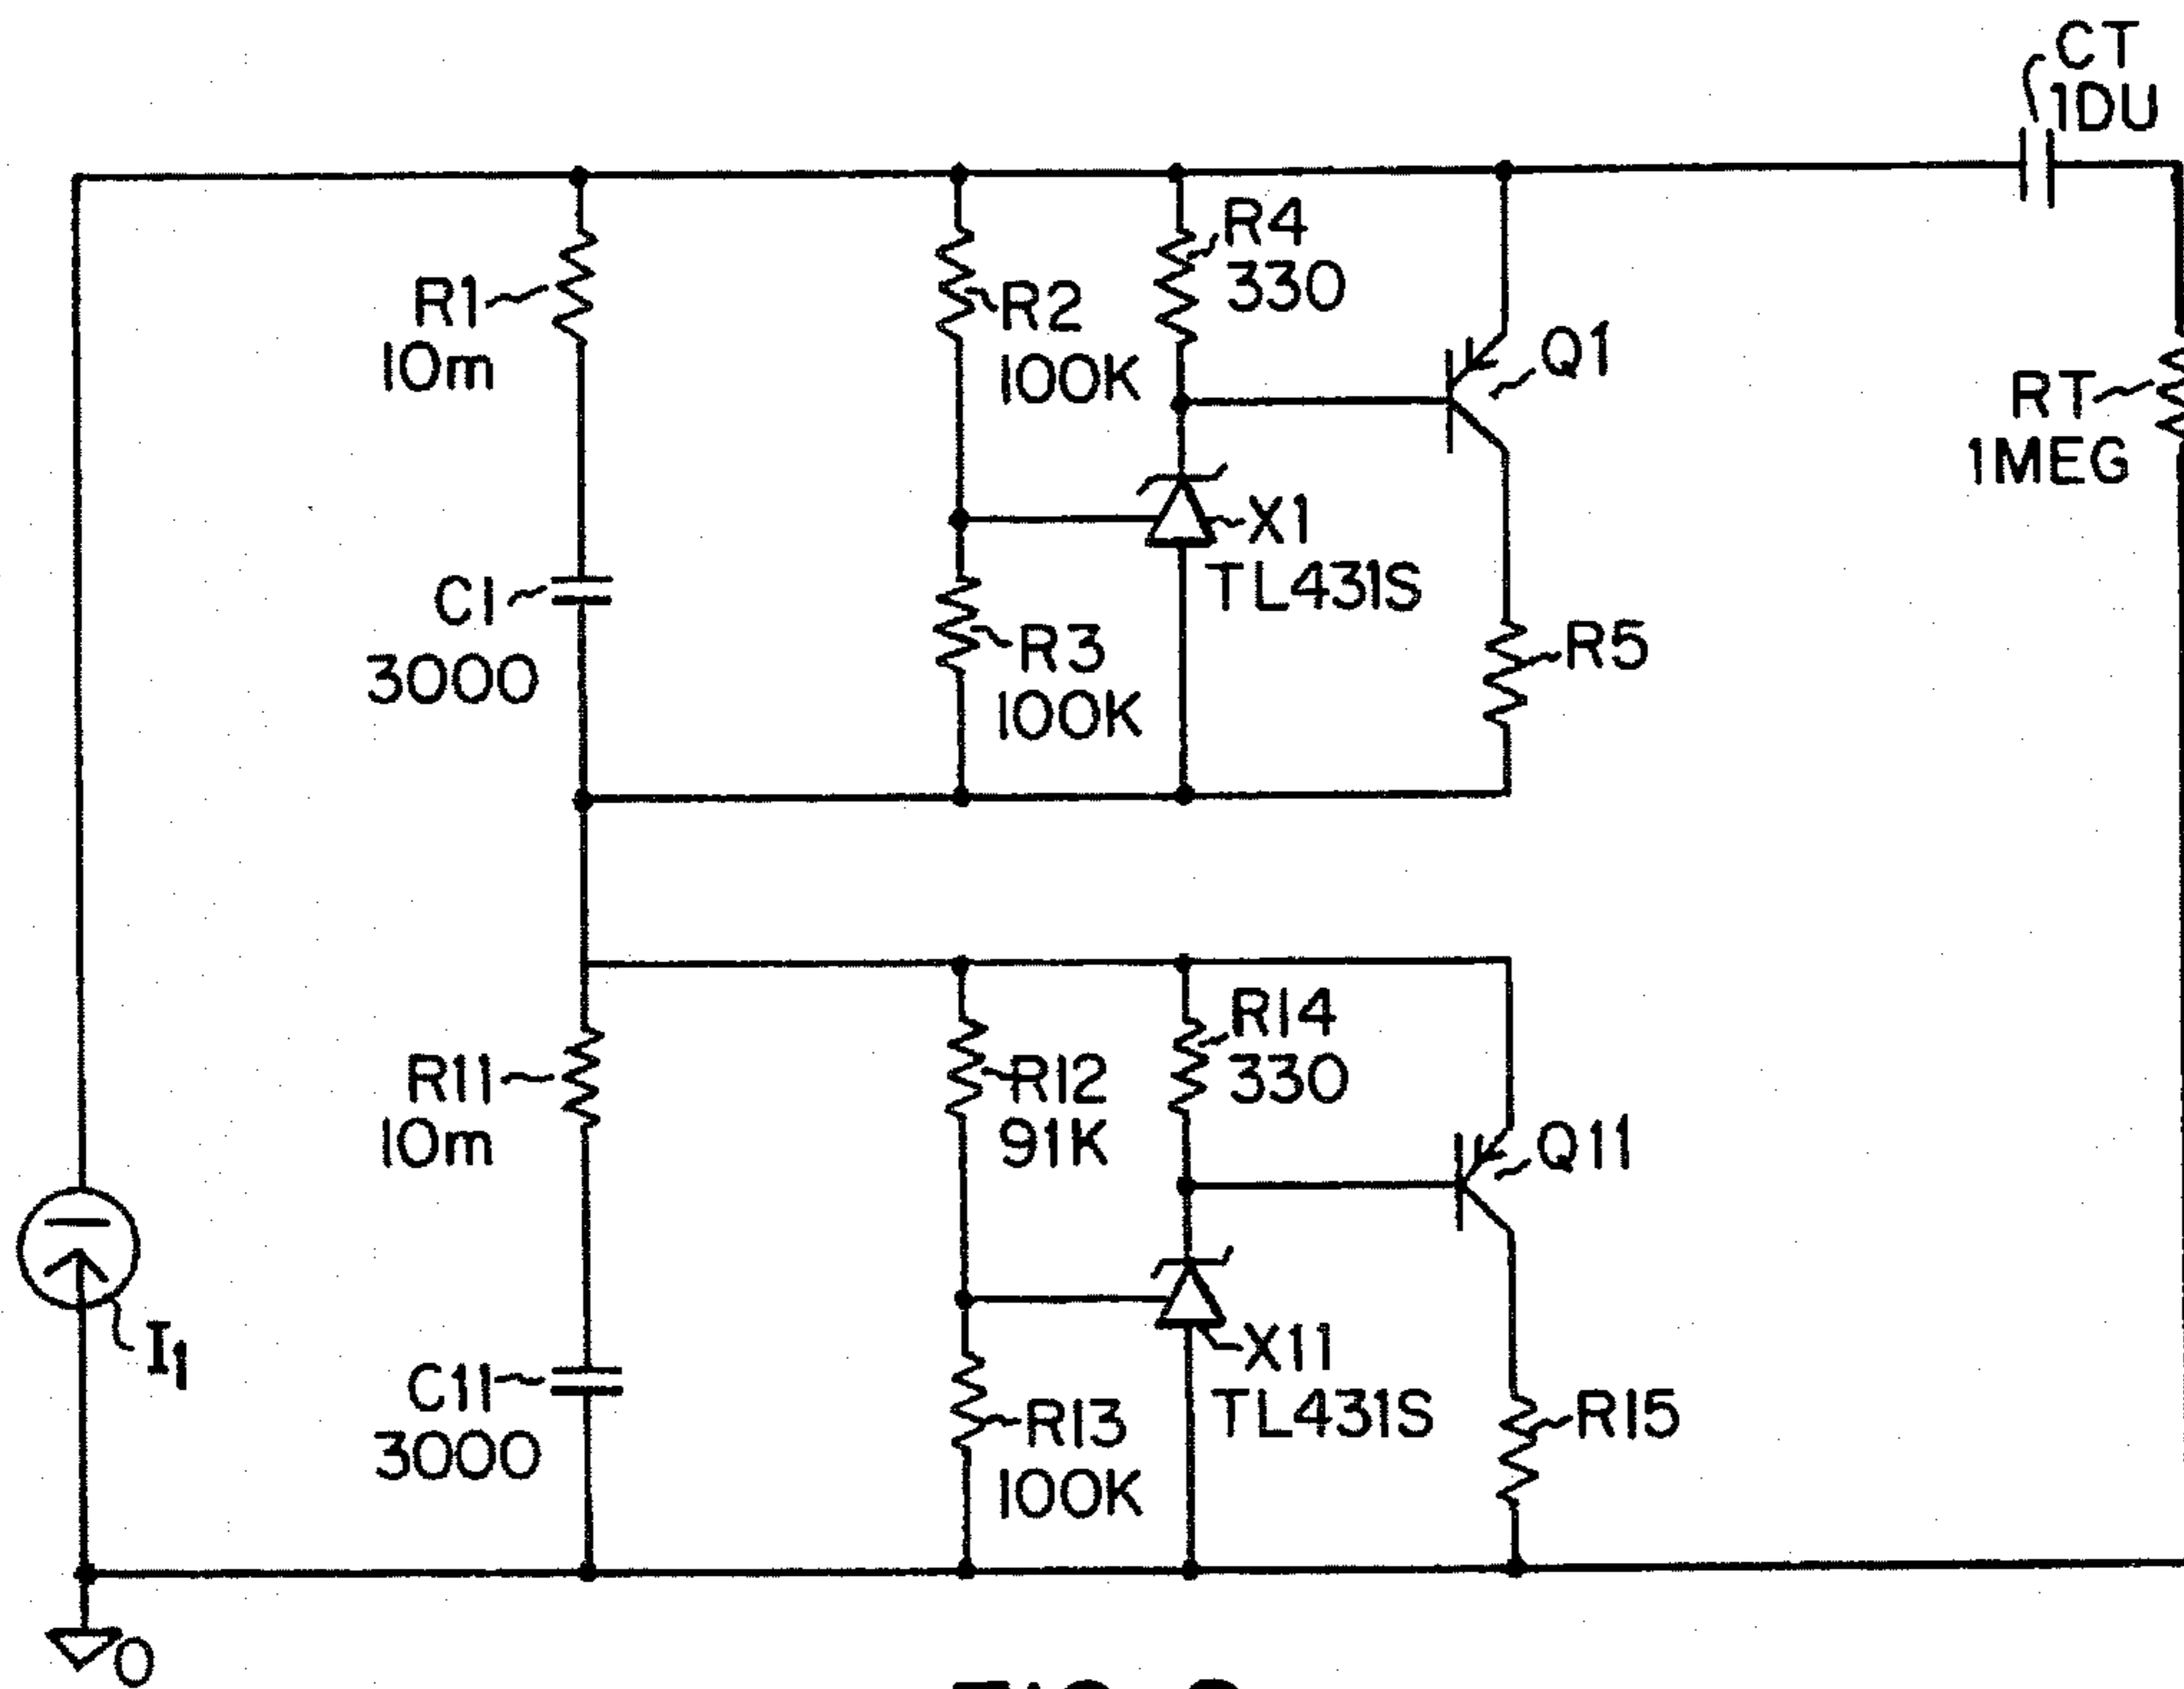 CT
1DU
R1
10m
R2
100K
R4
330
Q1
RT
1MEG
X1
TL431S
C1
3000
R3
100K
R5
R11
10m
R12
91K
R14
330
Q11
I1
C11
3000
R13
100K
X11
TL431S
R15
0